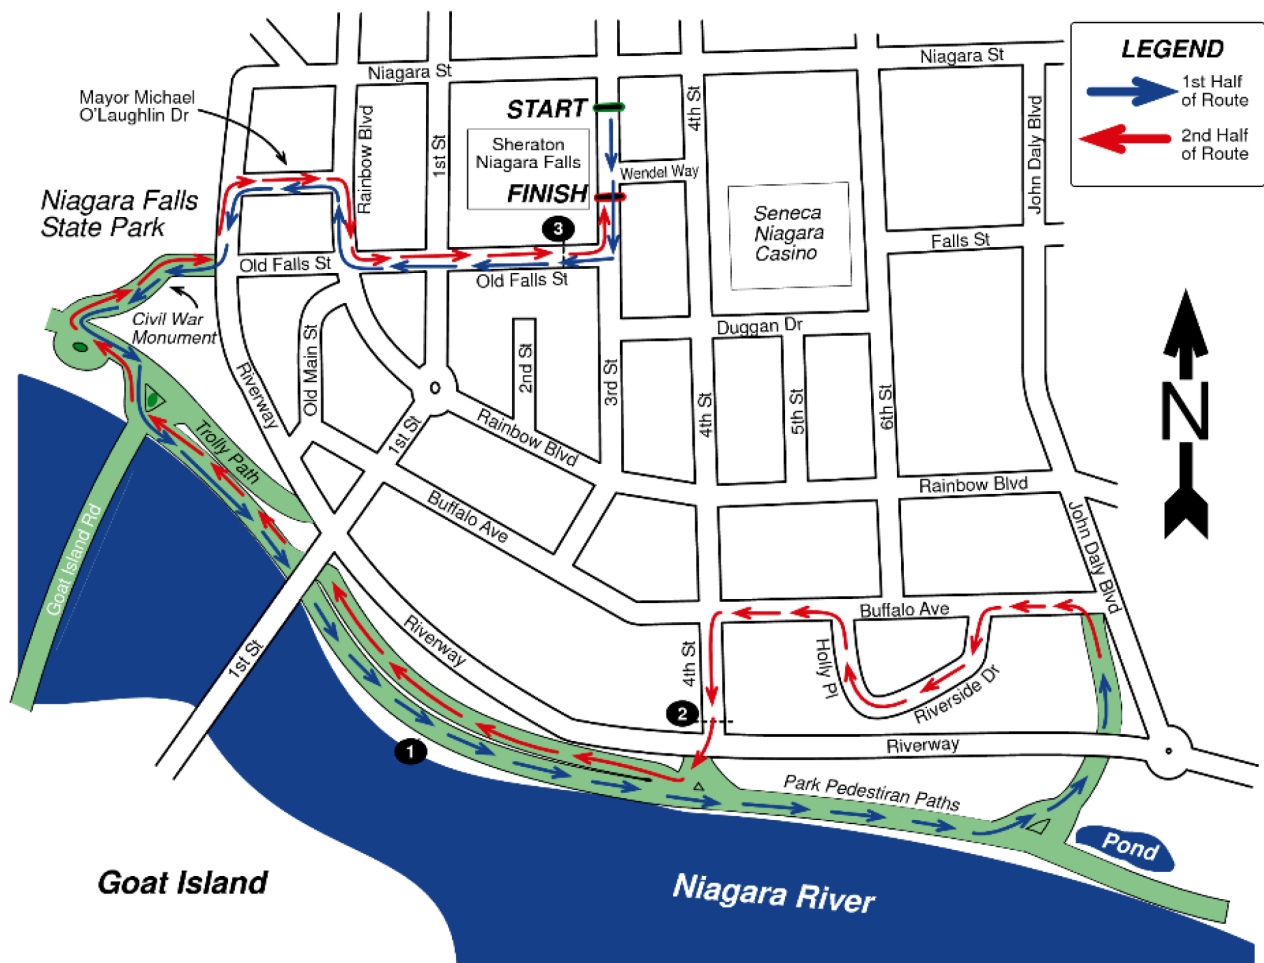 Niagara St
Niagara St
LEGEND
1st Half
of Route
2nd Half
of Route
Mayor Michael
O'Laughlin Dr
START
Sheraton
Niagara Falls
FINISH
Rainbow Blvd
1st St
4th St
Wendel Way
John Daly Blvd
Niagara Falls
State Park
3
Seneca
Niagara
Casino
Falls St
Old Falls St
Old Falls St
Civil War
Monument
Duggan Dr
Old Main St
2nd St
3rd St
4th St
5th St
6th St
Riverway
1st St
Rainbow Blvd
Rainbow Blvd
N
Trolly Path
Buffalo Ave
John Daly Blvd
Goat Island Rd
Buffalo Ave
Riverway
1st St
4th St
Holly Pl
Riverside Dr
2
1
Riverway
Park Pedestiran Paths
Pond
Goat Island
Niagara River